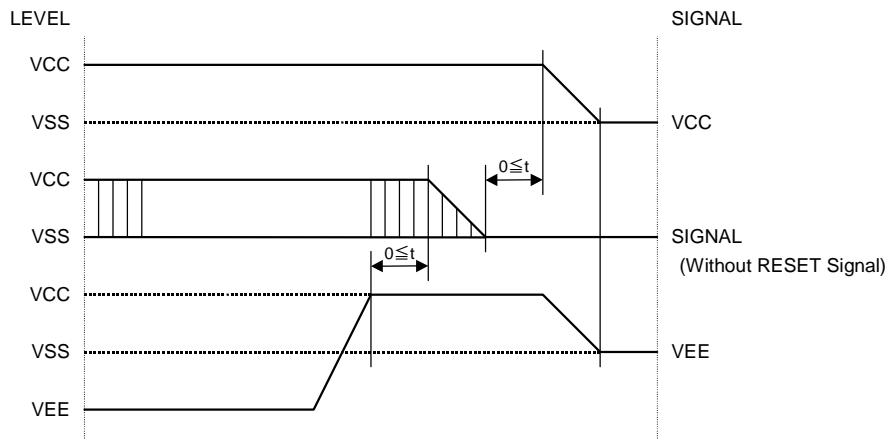 LEVEL SIGNAL
VCC
VSS VCC
VCC 0≦t
VSS SIGNAL
0≦t (Without RESET Signal)
VCC
VSS VEE
VEE